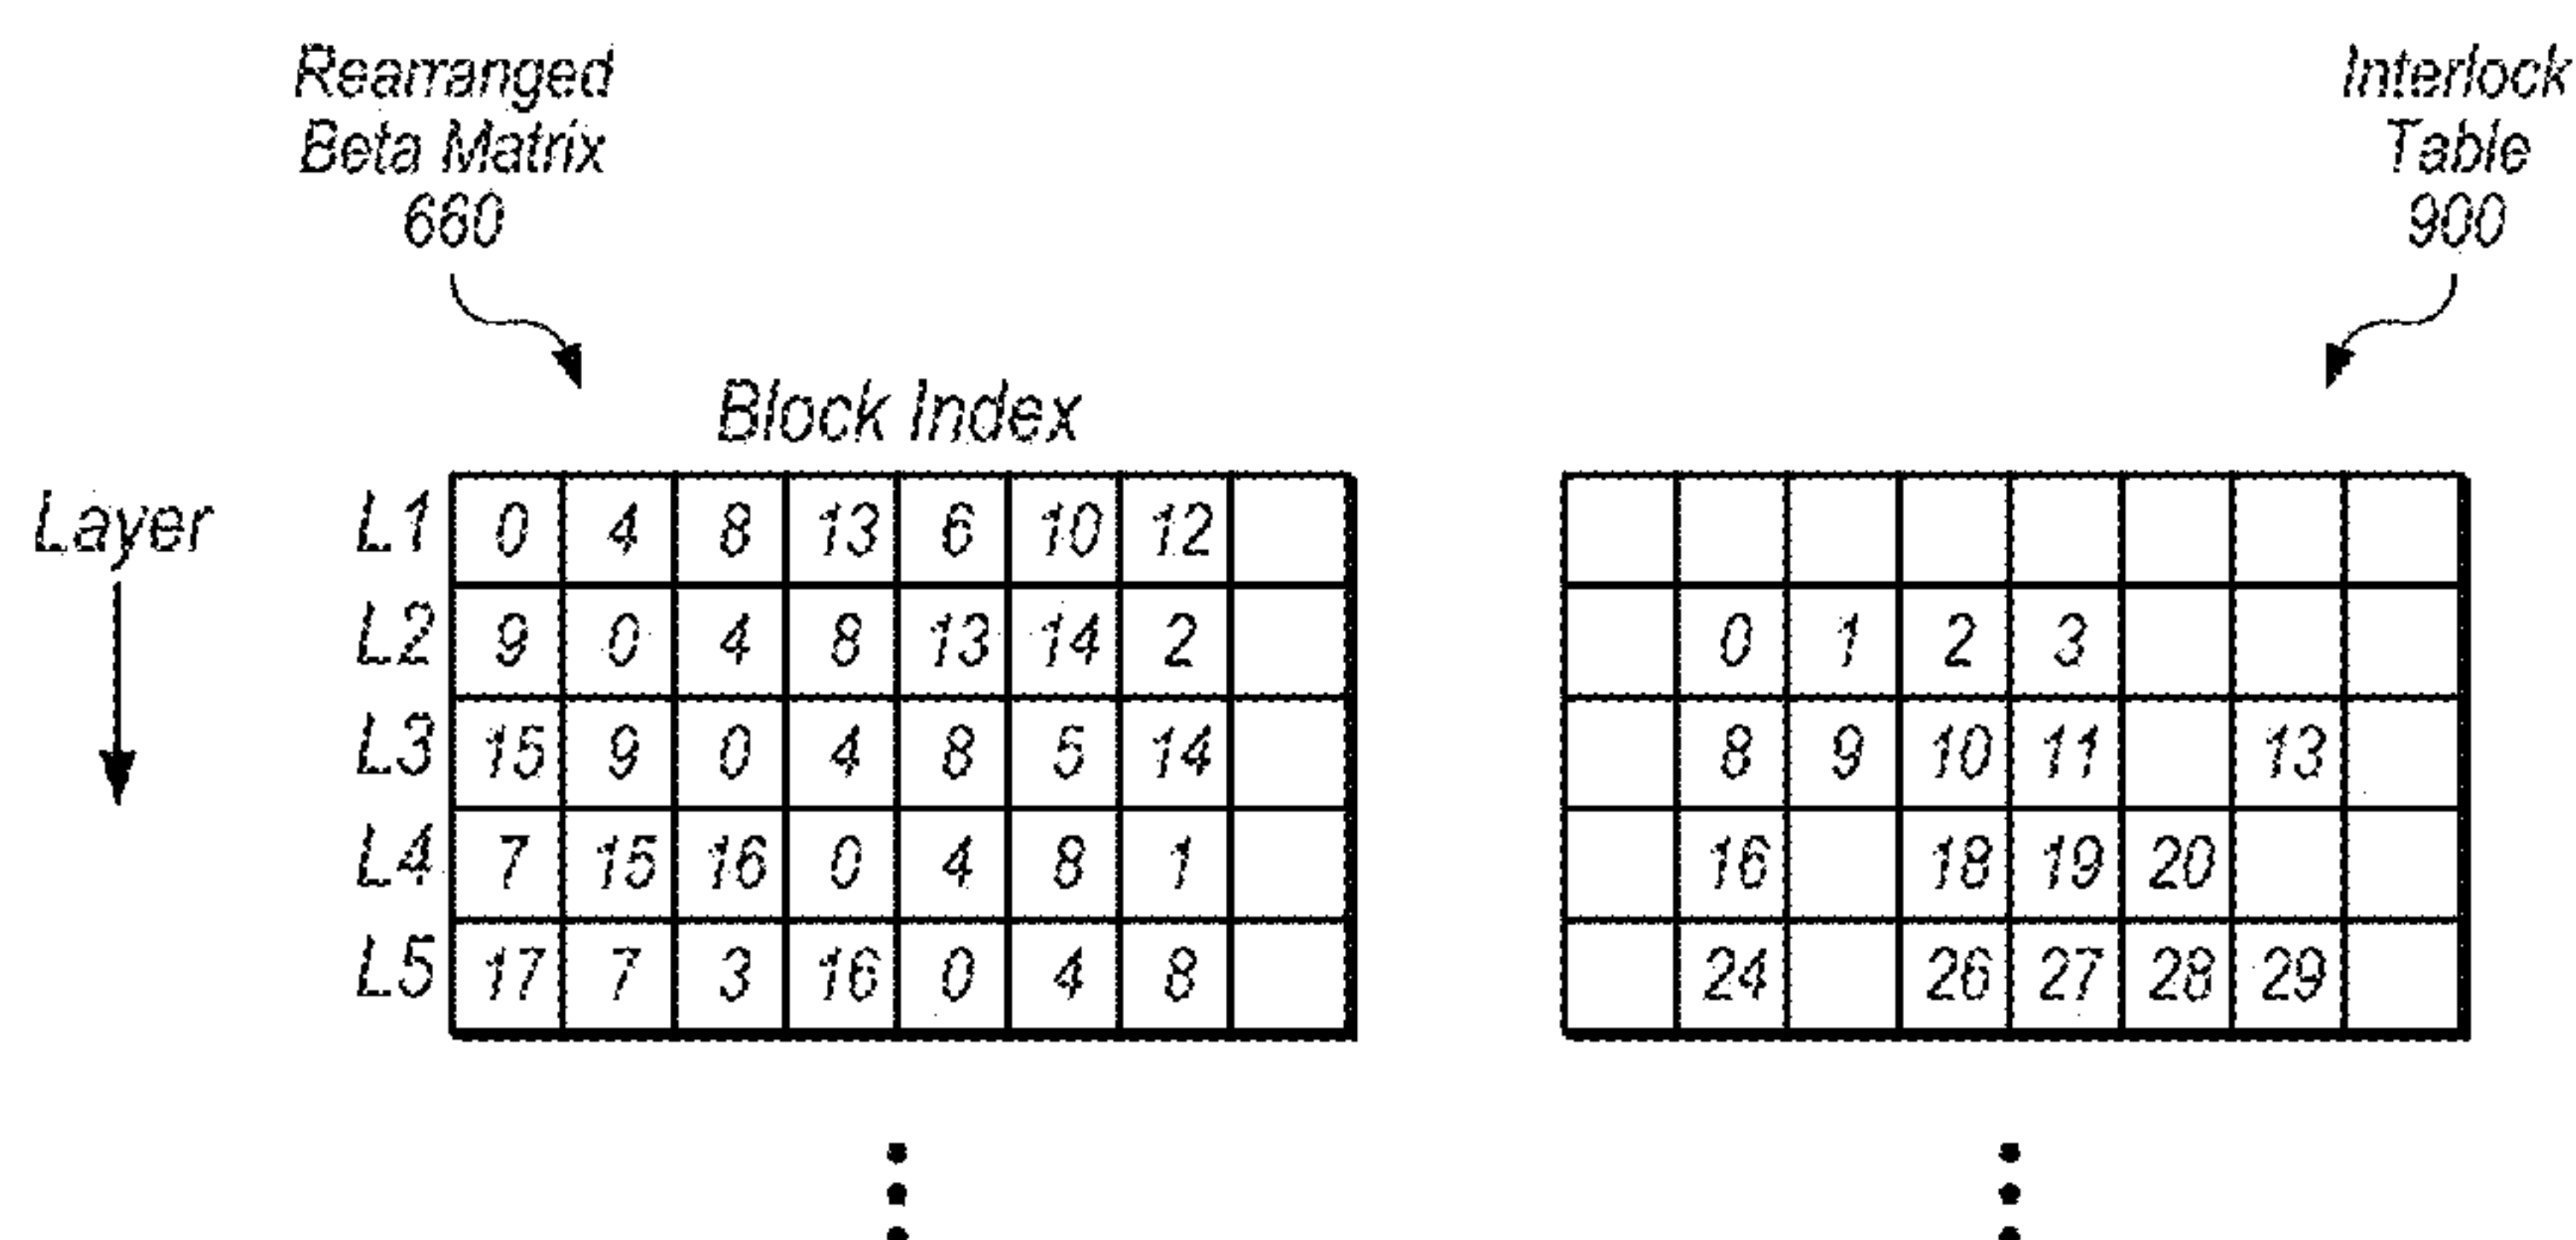 Rearranged
Beta Matrix
660
Interlock
Table
900
Block Index
Layer
L1 0 4 8 13 6 10 12
L2 9 0 4 8 13 14 2 0 1 2 3
L3 15 9 0 4 8 5 14 8 9 10 11 13
L4 7 15 16 0 4 8 1 16 18 19 20
L5 17 7 3 16 0 4 8 24 26 27 28 29